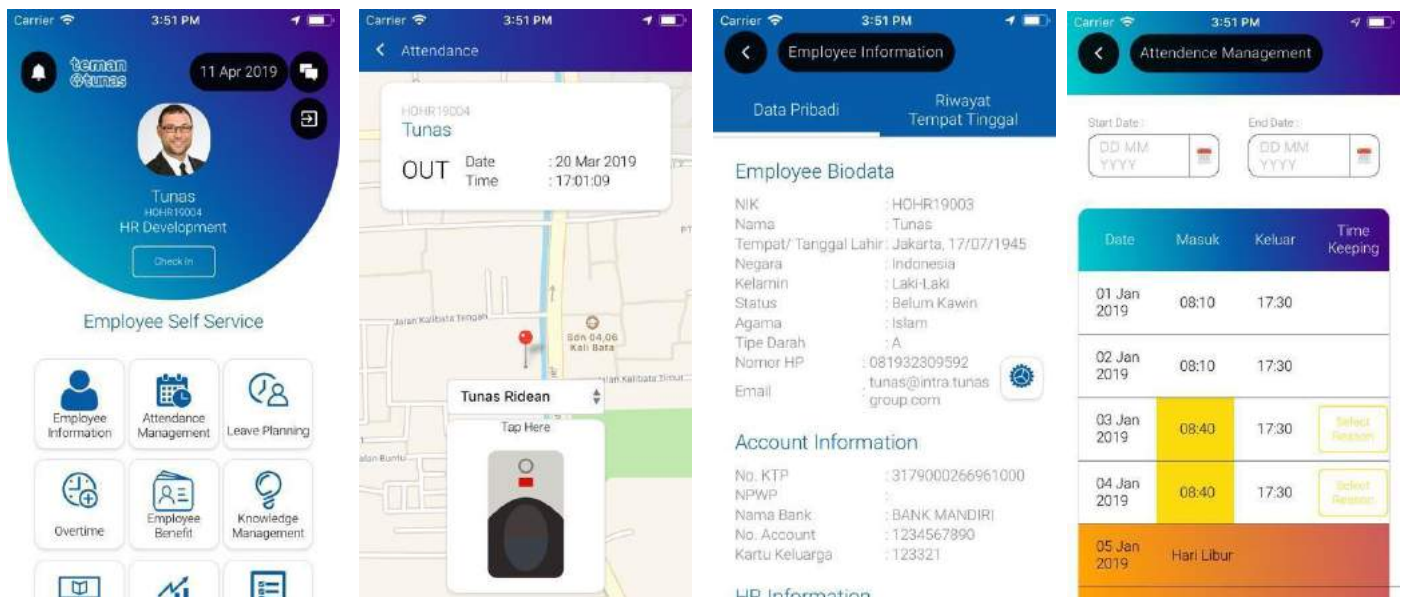 Carrier 3:51 PM
teman
@tunas
11 Apr 2019
Tunas
HOHR19004
HR Development
Check In
Employee Self Service
Employee
Information
Attendance
Management
Leave Planning
Overtime
Employee
Benefit
Knowledge
Management
Carrier 3:51 PM
Attendance
HOHR19004
Tunas
OUT
Date : 20 Mar 2019
Time : 17:01:09
PT
Jalan Kalibata Tengah
Sdn 04,06
Kali Bata
Jalan Kalibata Timur
Tunas Ridean
Tap Here
Jalan Buntu
Carrier 3:51 PM
Employee Information
Data Pribadi
Riwayat
Tempat Tinggal
Employee Biodata
NIK : HOHR19003
Nama : Tunas
Tempat/ Tanggal Lahir : Jakarta, 17/07/1945
Negara : Indonesia
Kelamin : Laki-Laki
Status : Belum Kawin
Agama : Islam
Tipe Darah : A
Nomor HP : 081932309592
Email : tunas@intra.tunas
group.com
Account Information
No. KTP : 3179000266961000
NPWP :
Nama Bank : BANK MANDIRI
No. Account : 1234567890
Kartu Keluarga : 123321
HR Information
Carrier 3:51 PM
Attendence Management
Start Date :
End Date :
DD MM
YYYY
DD MM
YYYY
Date Masuk Keluar Time
Keeping
01 Jan
2019 08:10 17:30
02 Jan
2019 08:10 17:30
03 Jan
2019 08:40 17:30 Select
Reason
04 Jan
2019 08:40 17:30 Select
Reason
05 Jan
2019 Hari Libur